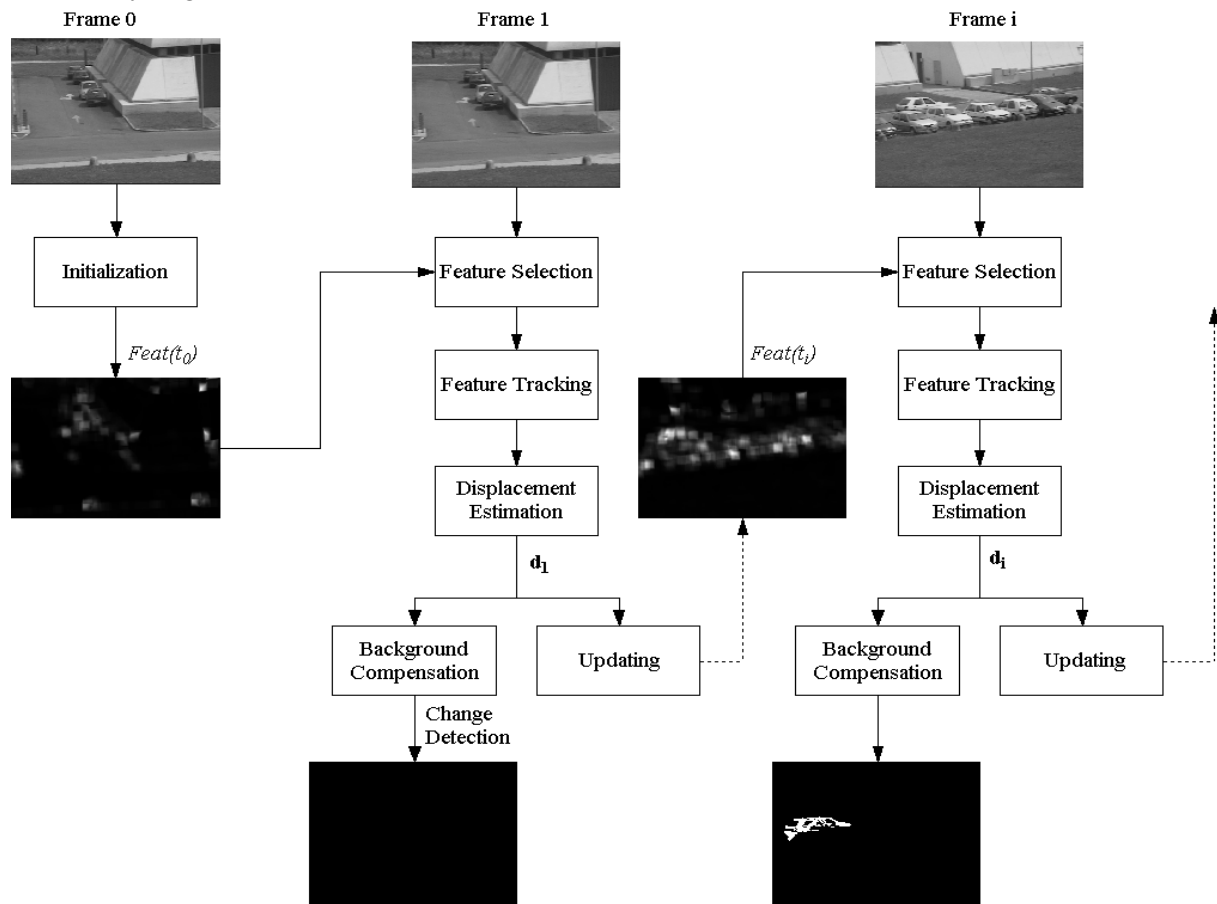 Frame 0
Frame 1
Frame i
Initialization
Feature Selection
Feature Selection
Feat(t0)
Feat(ti)
Feature Tracking
Feature Tracking
Displacement
Estimation
Displacement
Estimation
d1
di
Background
Compensation
Updating
Background
Compensation
Updating
Change
Detection